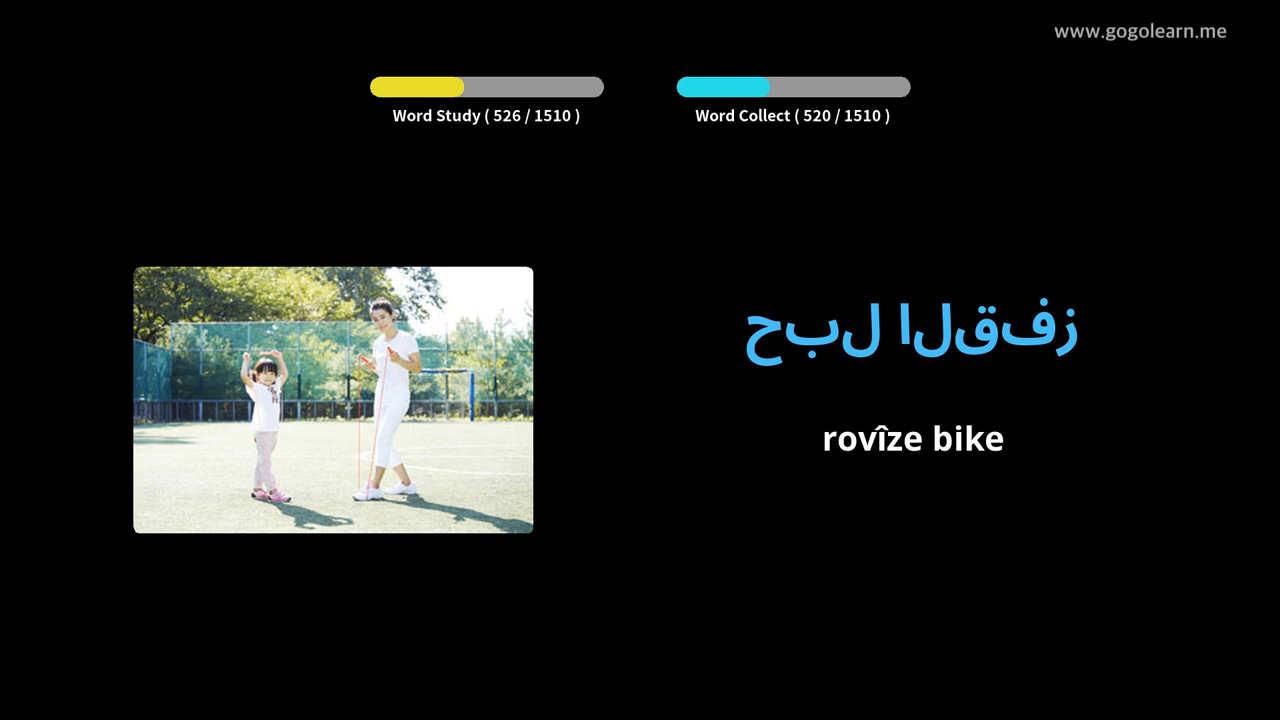 www.gogolearn.me
Word Study ( 526 / 1510 )
Word Collect ( 520 / 1510 )
حبل القفز
rovîze bike